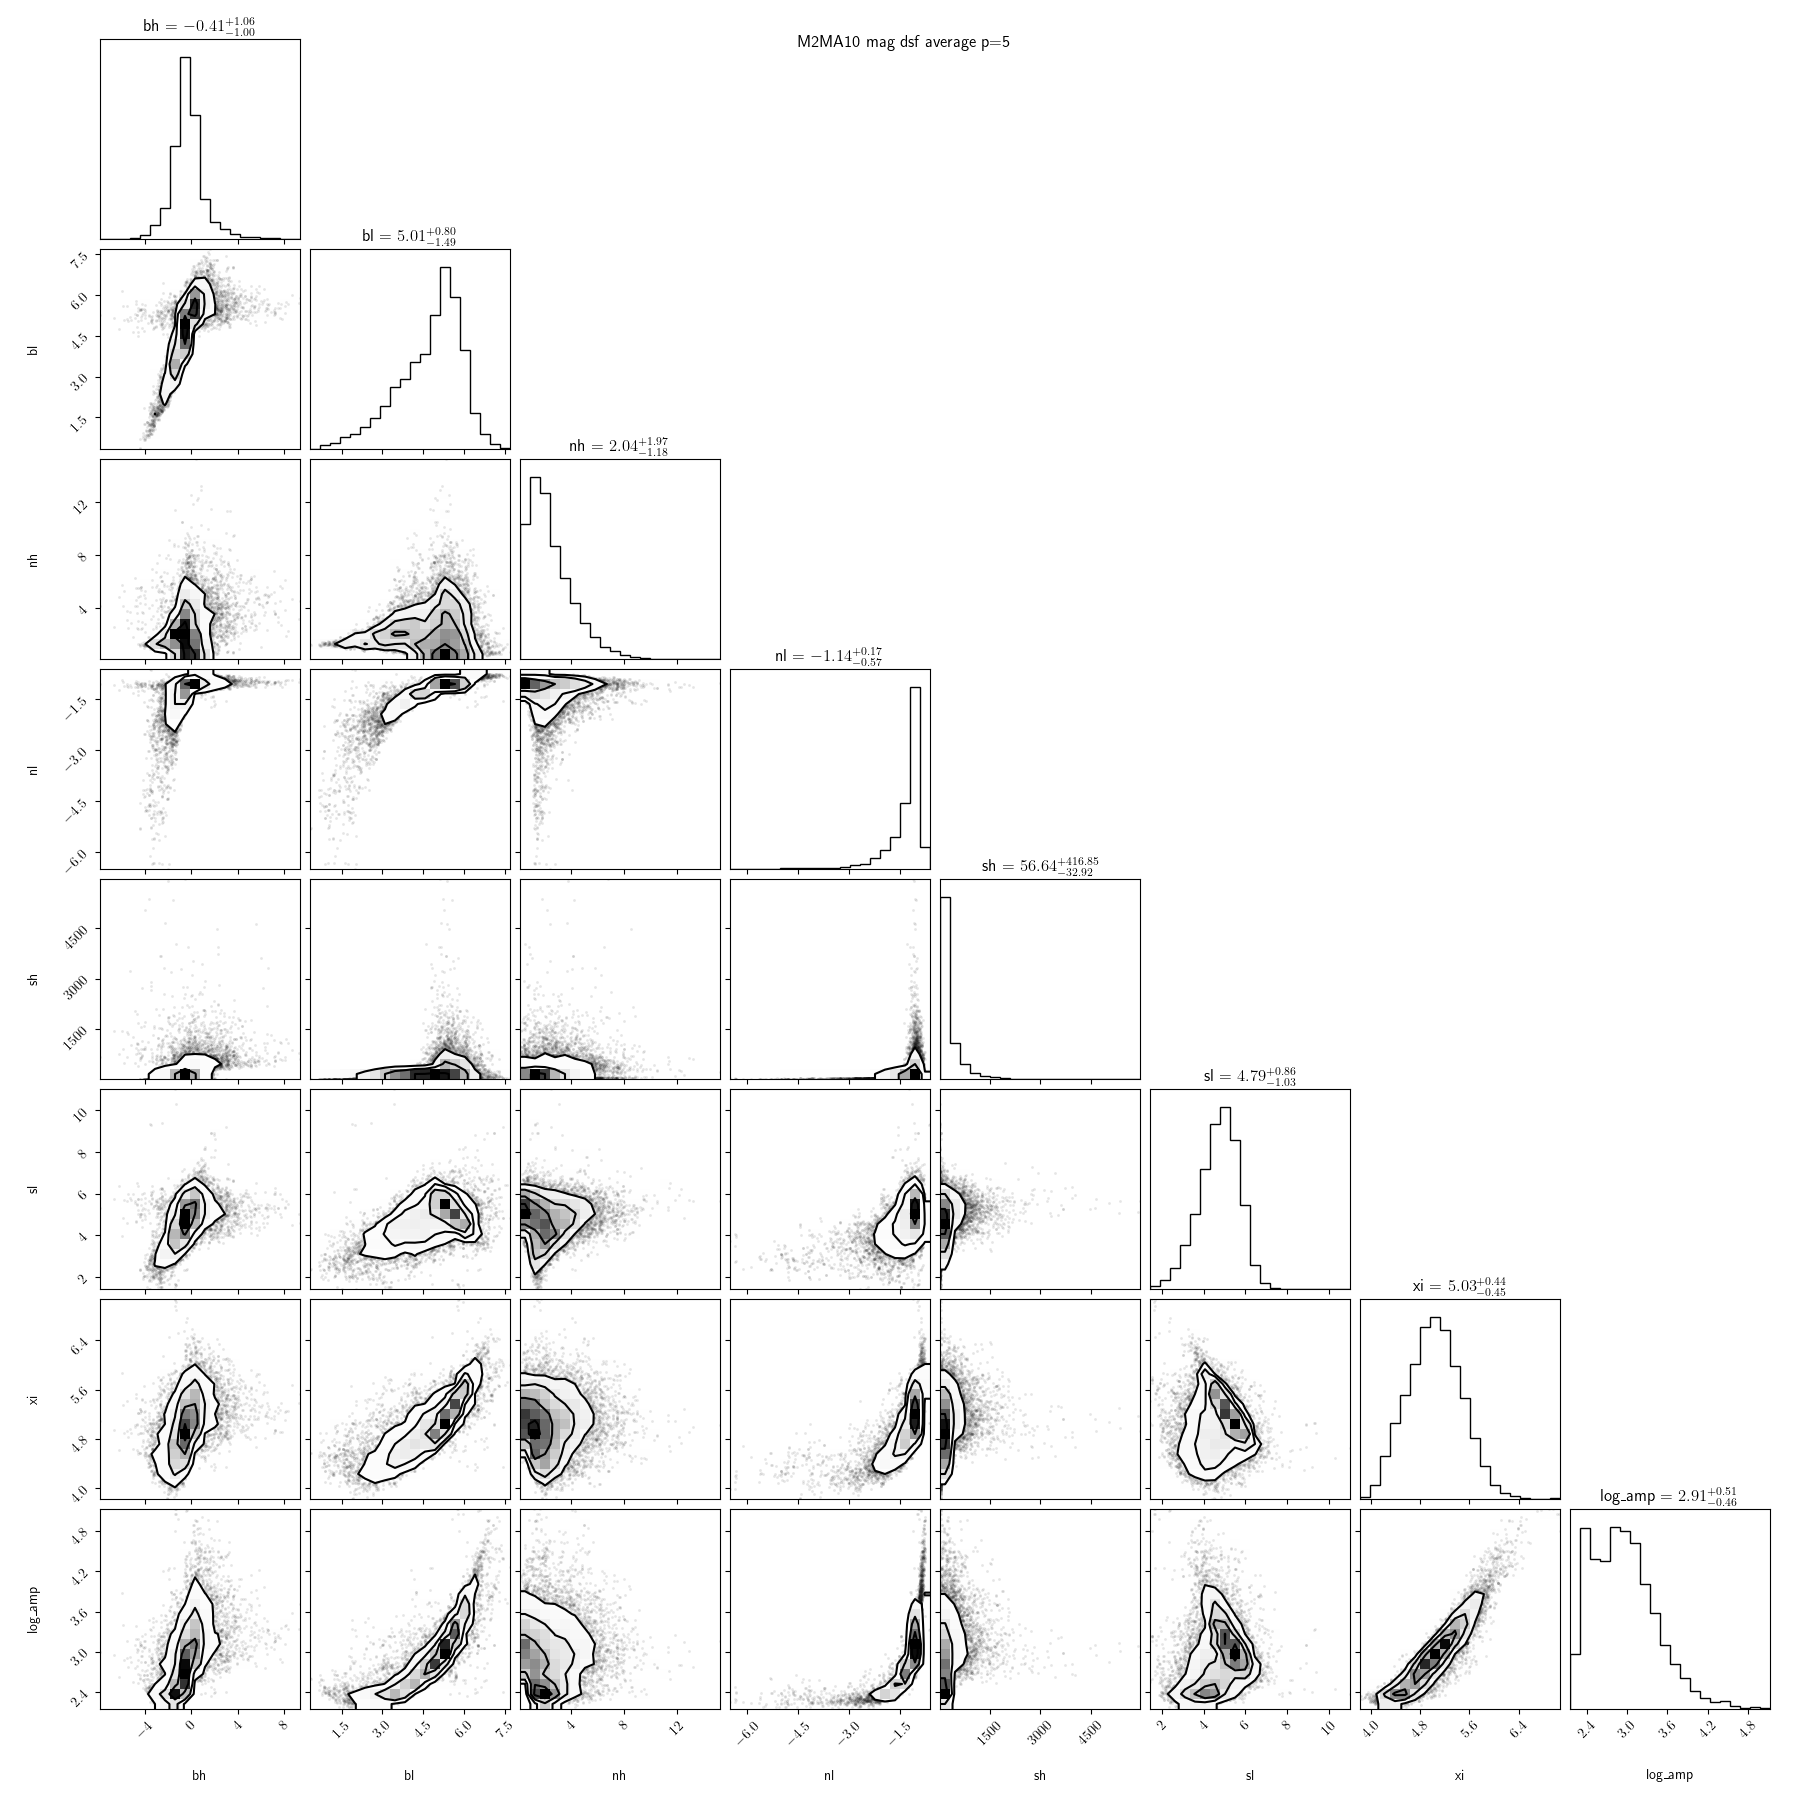 M2MA10 mag dsf average p=5
bh = −0.41 +1.06 −1.00
bl = 5.01 +0.80 −1.49
7.5
6.0
4.5
3.0
1.5
bl
nh = 2.04 +1.97 −1.18
12
8
4
nh
nl = −1.14 +0.17 −0.57
−1.5
−3.0
−4.5
−6.0
nl
sh = 56.64 +416.85 −32.92
4500
3000
1500
sh
sl = 4.79 +0.86 −1.03
10
8
6
4
2
sl
xi = 5.03 +0.44 −0.45
6.4
5.6
4.8
4.0
xi
log_amp = 2.91 +0.51 −0.46
4.8
4.2
3.6
3.0
2.4
log_amp
−4 0 4 8
1.5 3.0 4.5 6.0 7.5
4 8 12
−6.0 −4.5 −3.0 −1.5
1500 3000 4500
2 4 6 8 10
4.0 4.8 5.6 6.4
2.4 3.0 3.6 4.2 4.8
bh bl nh nl sh sl xi log_amp